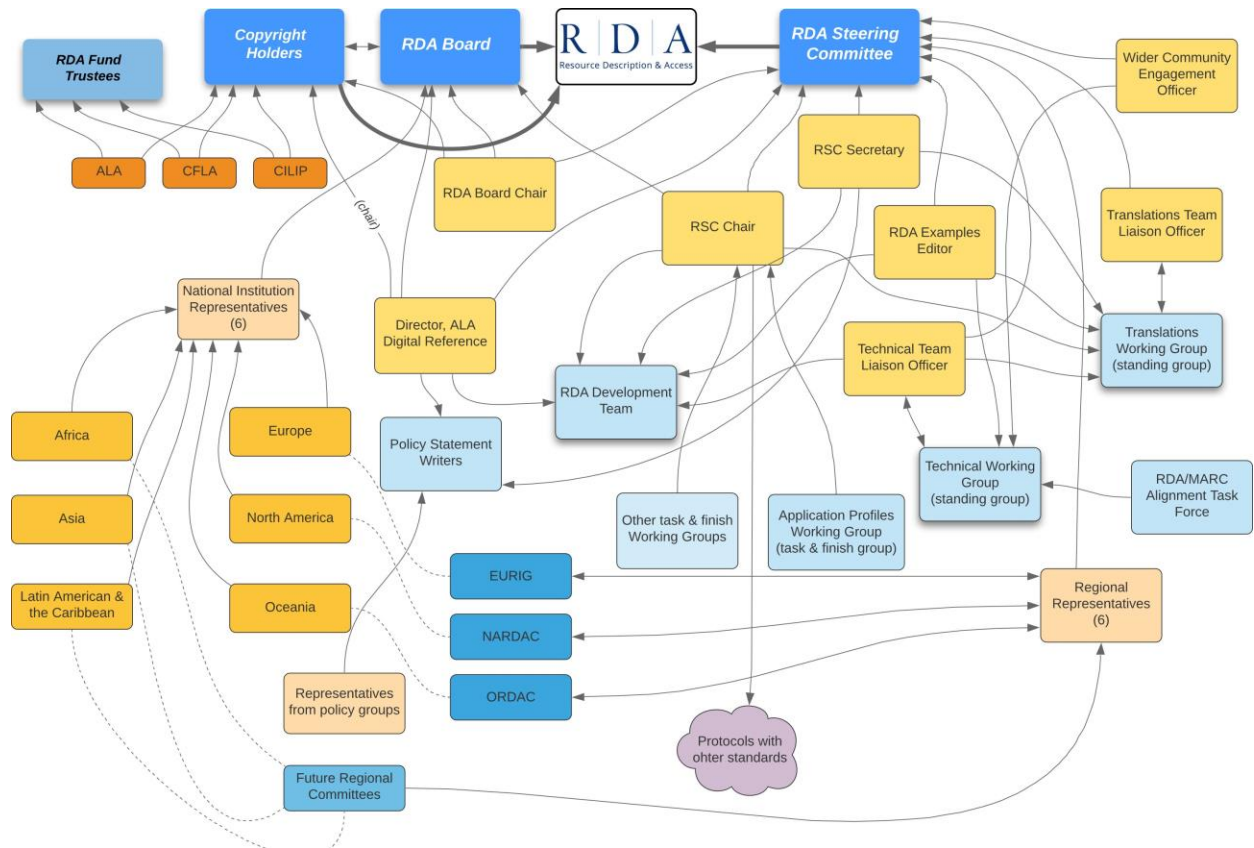 RDA Fund
Trustees
Copyright
Holders
RDA Board
R | D | A
Resource Description & Access
RDA Steering
Committee
Wider Community
Engagement
Officer
ALA
CFLA
CILIP
(chair)
RDA Board Chair
RSC Secretary
RSC Chair
RDA Examples
Editor
Translations Team
Liaison Officer
National Institution
Representatives
(6)
Director, ALA
Digital Reference
Technical Team
Liaison Officer
Translations
Working Group
(standing group)
RDA Development
Team
Africa
Europe
Policy Statement
Writers
Technical Working
Group
(standing group)
RDA/MARC
Alignment Task
Force
Asia
North America
Other task & finish
Working Groups
Application Profiles
Working Group
(task & finish group)
Latin American &
the Caribbean
Oceania
EURIG
NARDAC
ORDAC
Regional
Representatives
(6)
Representatives
from policy groups
Protocols with
ohter standards
Future Regional
Committees